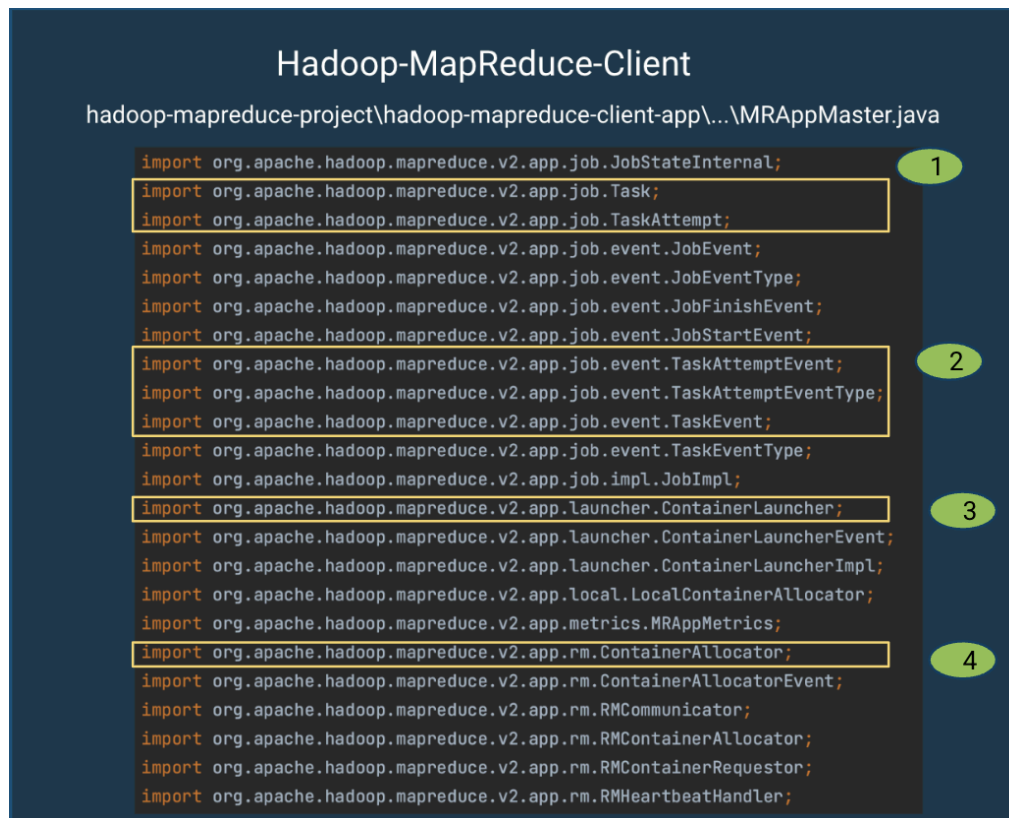 Hadoop-MapReduce-Client
hadoop-mapreduce-project\hadoop-mapreduce-client-app\...\MRAppMaster.java
import org.apache.hadoop.mapreduce.v2.app.job.JobStateInternal;
1
import org.apache.hadoop.mapreduce.v2.app.job.Task;
import org.apache.hadoop.mapreduce.v2.app.job.TaskAttempt;
import org.apache.hadoop.mapreduce.v2.app.job.event.JobEvent;
import org.apache.hadoop.mapreduce.v2.app.job.event.JobEventType;
import org.apache.hadoop.mapreduce.v2.app.job.event.JobFinishEvent;
import org.apache.hadoop.mapreduce.v2.app.job.event.JobStartEvent;
import org.apache.hadoop.mapreduce.v2.app.job.event.TaskAttemptEvent;
2
import org.apache.hadoop.mapreduce.v2.app.job.event.TaskAttemptEventType;
import org.apache.hadoop.mapreduce.v2.app.job.event.TaskEvent;
import org.apache.hadoop.mapreduce.v2.app.job.event.TaskEventType;
import org.apache.hadoop.mapreduce.v2.app.job.impl.JobImpl;
import org.apache.hadoop.mapreduce.v2.app.launcher.ContainerLauncher;
3
import org.apache.hadoop.mapreduce.v2.app.launcher.ContainerLauncherEvent;
import org.apache.hadoop.mapreduce.v2.app.launcher.ContainerLauncherImpl;
import org.apache.hadoop.mapreduce.v2.app.local.LocalContainerAllocator;
import org.apache.hadoop.mapreduce.v2.app.metrics.MRAppMetrics;
import org.apache.hadoop.mapreduce.v2.app.rm.ContainerAllocator;
4
import org.apache.hadoop.mapreduce.v2.app.rm.ContainerAllocatorEvent;
import org.apache.hadoop.mapreduce.v2.app.rm.RMCommunicator;
import org.apache.hadoop.mapreduce.v2.app.rm.RMContainerAllocator;
import org.apache.hadoop.mapreduce.v2.app.rm.RMContainerRequestor;
import org.apache.hadoop.mapreduce.v2.app.rm.RMHeartbeatHandler;